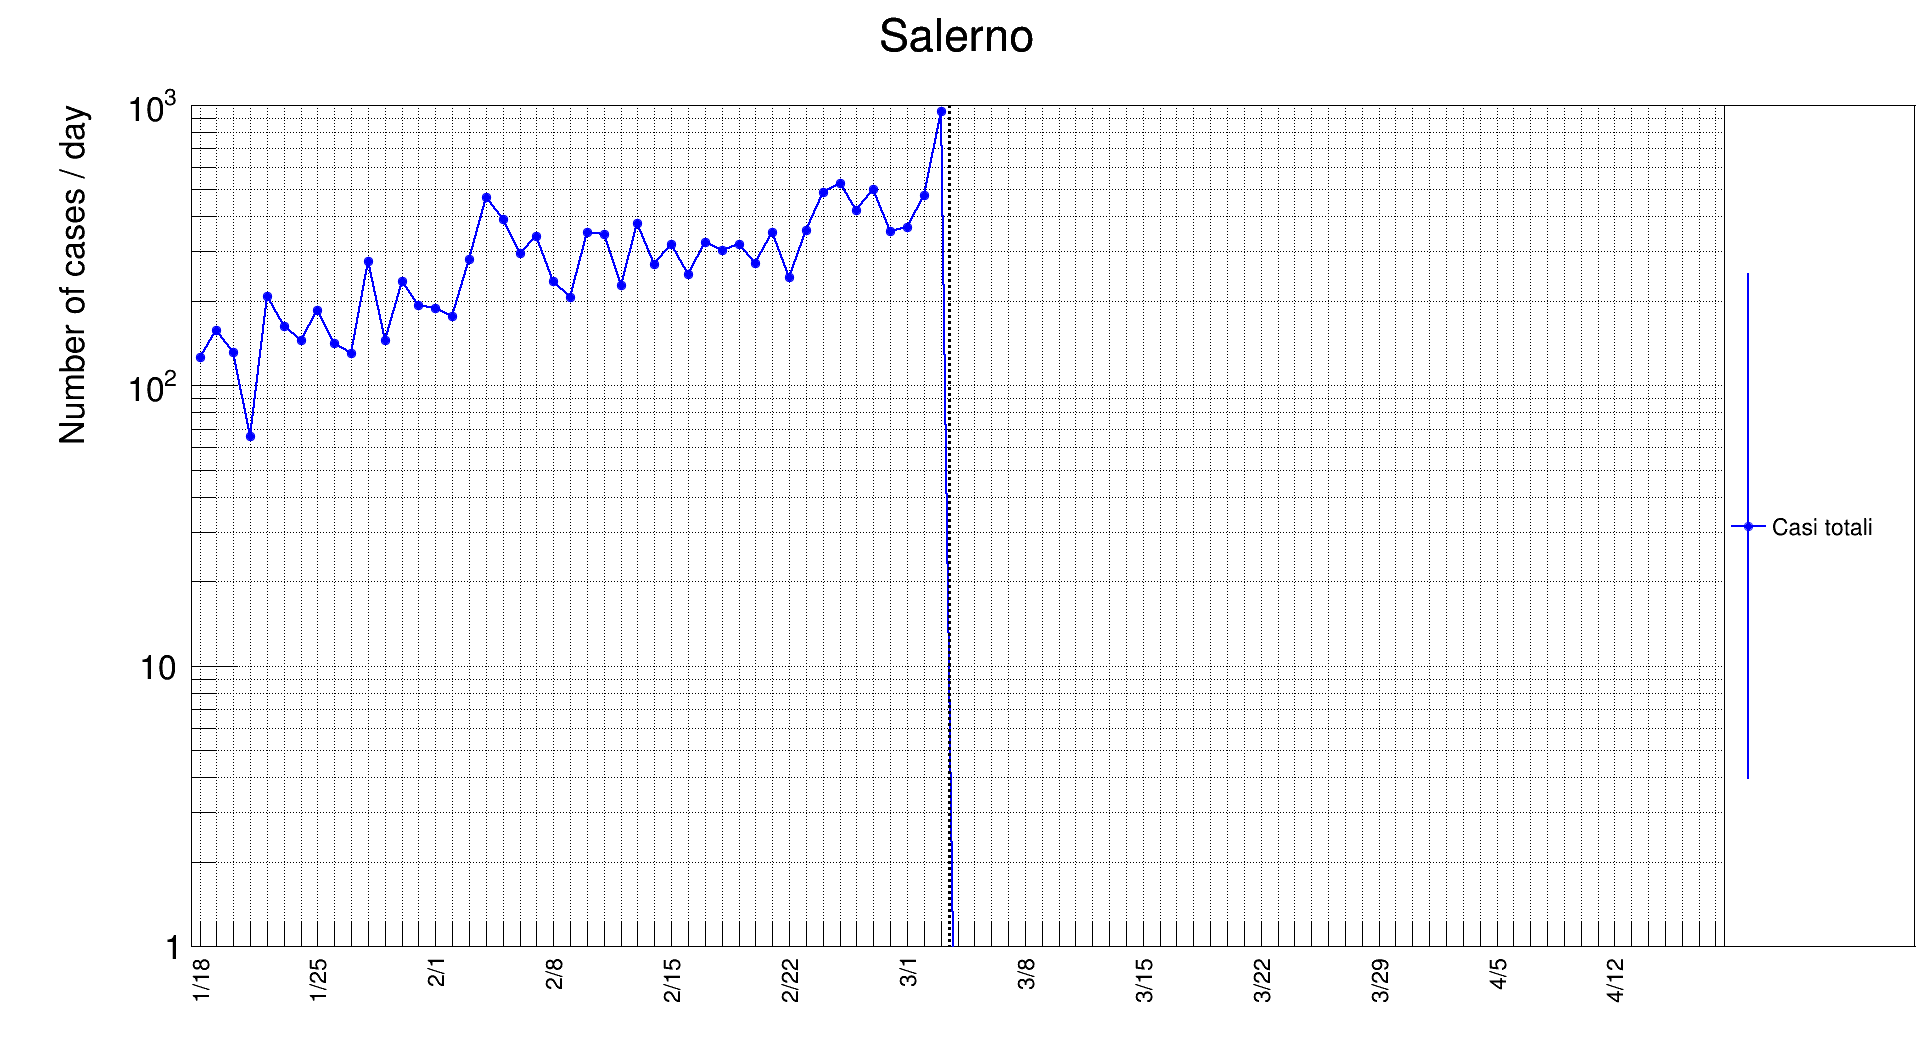 Salerno
Number of cases / day
10³
10²
10
1
1/18 1/25 2/1 2/8 2/15 2/22 3/1 3/8 3/15 3/22 3/29 4/5 4/12
Casi totali